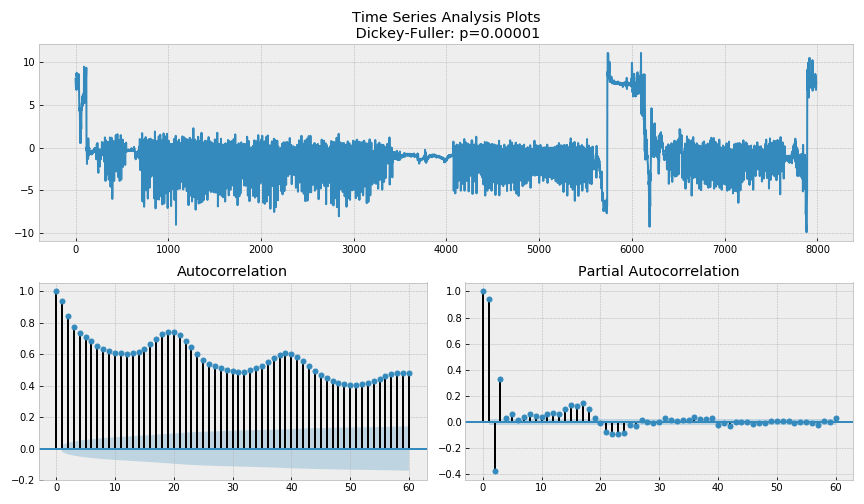 Time Series Analysis Plots
Dickey-Fuller: p=0.00001
10
5
0
−5
−10
0 1000 2000 3000 4000 5000 6000 7000 8000
Autocorrelation
1.0
0.8
0.6
0.4
0.2
0.0
−0.2
0 10 20 30 40 50 60
Partial Autocorrelation
1.0
0.8
0.6
0.4
0.2
0.0
−0.2
−0.4
0 10 20 30 40 50 60